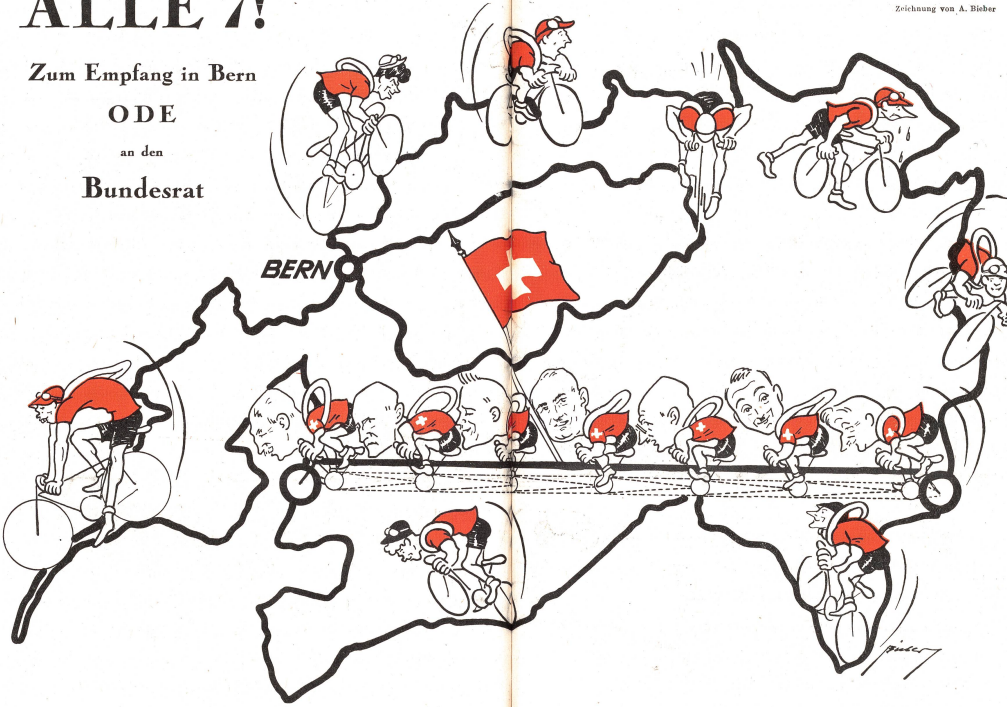 ALLE 7!
Zeichnung von A. Bieber
Zum Empfang in Bern
ODE
an den
Bundesrat
BERN
Bieber